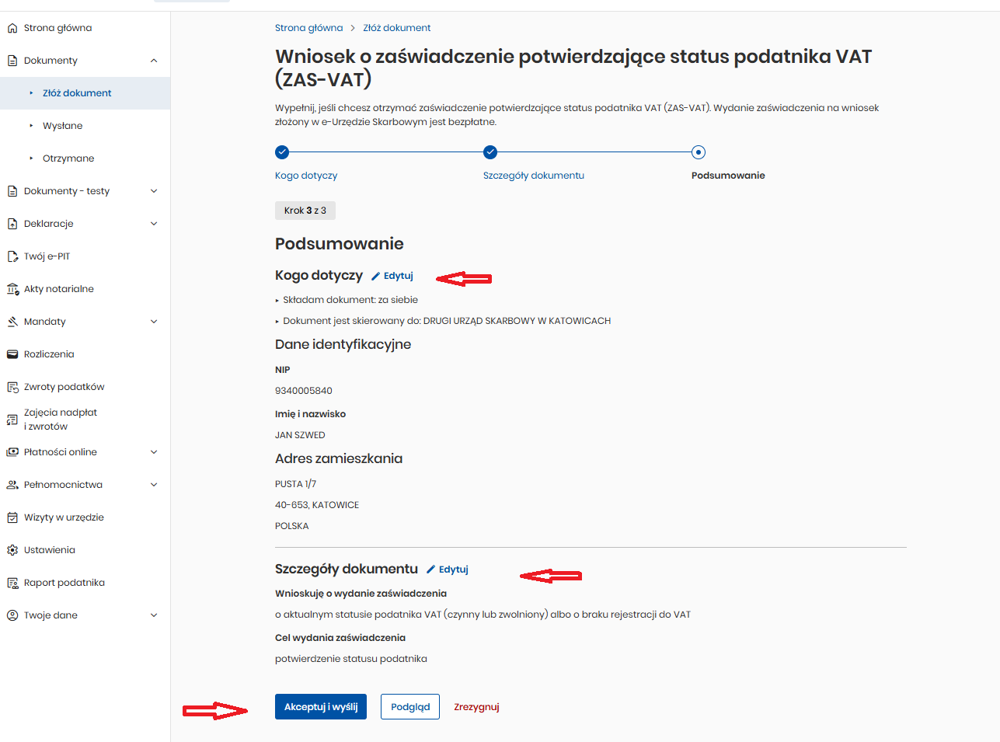 Strona główna
Dokumenty
Złóż dokument
Wysłane
Otrzymane
Dokumenty - testy
Deklaracje
Twój e-PIT
Akty notarialne
Mandaty
Rozliczenia
Zwroty podatków
Zajęcia nadpłat
i zwrotów
Płatności online
Pełnomocnictwa
Wizyty w urzędzie
Ustawienia
Raport podatnika
Twoje dane
Strona główna > Złóż dokument
Wniosek o zaświadczenie potwierdzające status podatnika VAT
(ZAS-VAT)
Wypełnij, jeśli chcesz otrzymać zaświadczenie potwierdzające status podatnika VAT (ZAS-VAT). Wydanie zaświadczenia na wniosek
złożony w e-Urzędzie Skarbowym jest bezpłatne.
Kogo dotyczy Szczegóły dokumentu Podsumowanie
Krok 3 z 3
Podsumowanie
Kogo dotyczy Edytuj
Składam dokument: za siebie
Dokument jest skierowany do: DRUGI URZĄD SKARBOWY W KATOWICACH
Dane identyfikacyjne
NIP
9340005840
Imię i nazwisko
JAN SZWED
Adres zamieszkania
PUSTA 1/7
40-653, KATOWICE
POLSKA
Szczegóły dokumentu Edytuj
Wnioskuję o wydanie zaświadczenia
o aktualnym statusie podatnika VAT (czynny lub zwolniony) albo o braku rejestracji do VAT
Cel wydania zaświadczenia
potwierdzenie statusu podatnika
Akceptuj i wyślij Podgląd Zrezygnuj